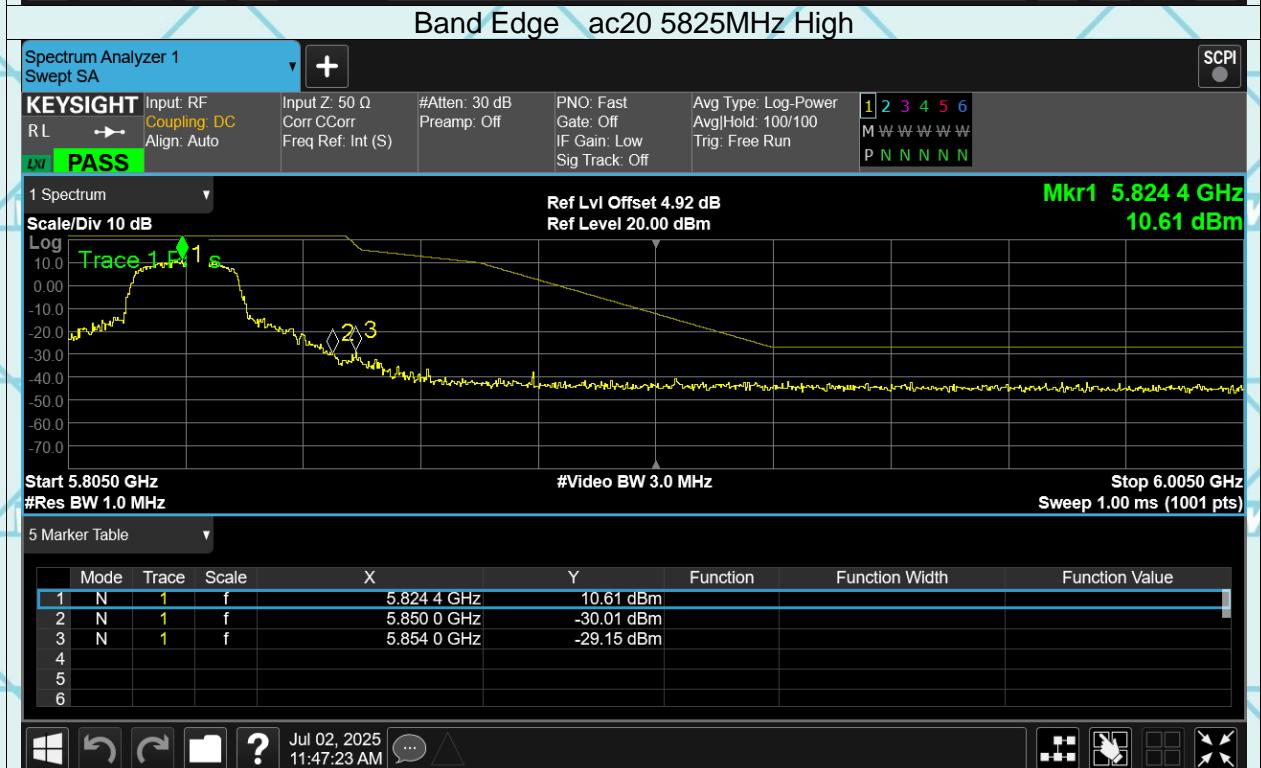 Band Edge ac20 5825MHz High
Spectrum Analyzer 1
Swept SA
+
SCPI
KEYSIGHT
R L
LXI PASS
Input: RF
Coupling: DC
Align: Auto
Input Z: 50 Ω
Corr CCorr
Freq Ref: Int (S)
#Atten: 30 dB
Preamp: Off
PNO: Fast
Gate: Off
IF Gain: Low
Sig Track: Off
Avg Type: Log-Power
Avg|Hold: 100/100
Trig: Free Run
1 2 3 4 5 6
M W W W W W
P N N N N N
1 Spectrum
Scale/Div 10 dB
Ref Lvl Offset 4.92 dB
Ref Level 20.00 dBm
Mkr1 5.824 4 GHz
10.61 dBm
Log
Trace 1 P s
1
2
3
10.0
0.00
-10.0
-20.0
-30.0
-40.0
-50.0
-60.0
-70.0
Start 5.8050 GHz
#Video BW 3.0 MHz
Stop 6.0050 GHz
#Res BW 1.0 MHz
Sweep 1.00 ms (1001 pts)
5 Marker Table
Mode Trace Scale X Y Function Function Width Function Value
1 N 1 f 5.824 4 GHz 10.61 dBm
2 N 1 f 5.850 0 GHz -30.01 dBm
3 N 1 f 5.854 0 GHz -29.15 dBm
4
5
6
?
Jul 02, 2025
11:47:23 AM